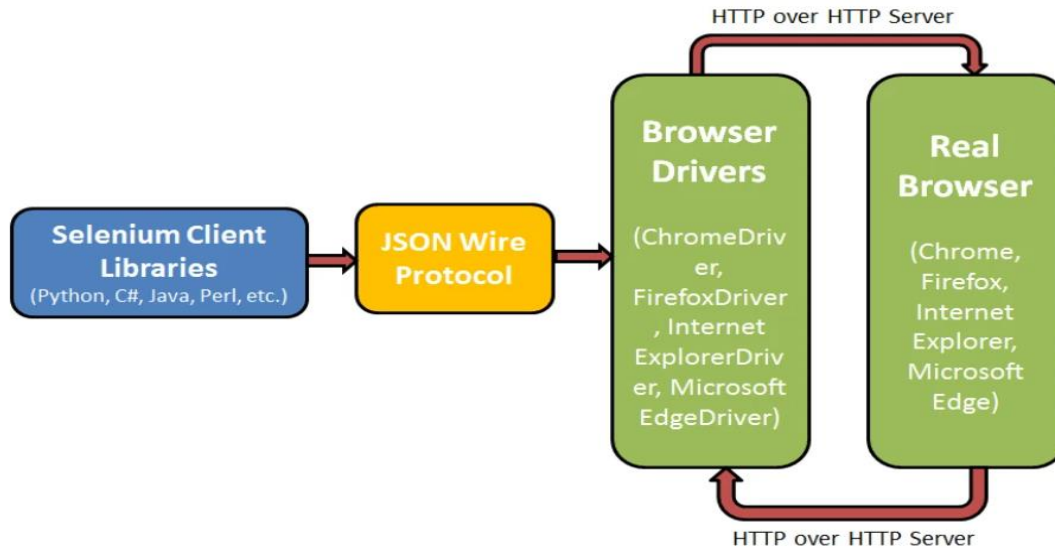 HTTP over HTTP Server
Selenium Client
Libraries
(Python, C#, Java, Perl, etc.)
JSON Wire
Protocol
Browser
Drivers
(ChromeDriv
er,
FirefoxDriver
, Internet
ExplorerDriv
er, Microsoft
EdgeDriver)
Real
Browser
(Chrome,
Firefox,
Internet
Explorer,
Microsoft
Edge)
HTTP over HTTP Server